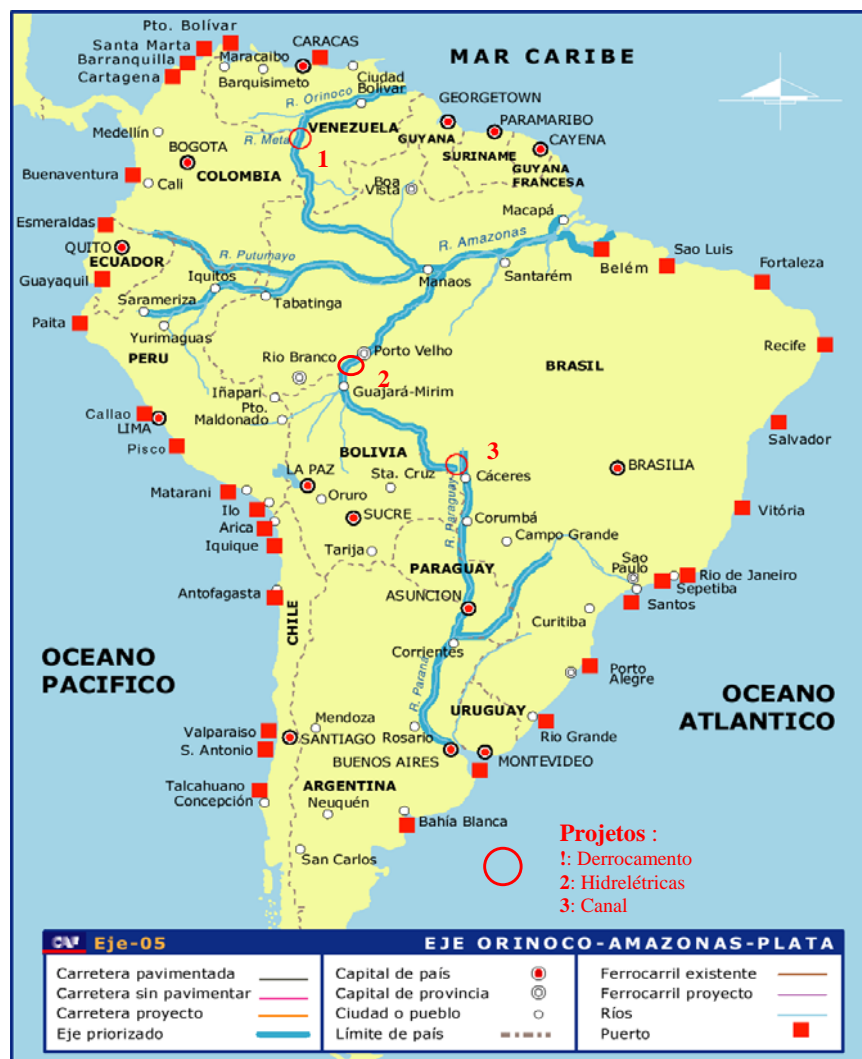 Pto. Bolívar
Santa Marta
Barranquilla
Cartagena
Maracaibo
Barquisimeto
CARACAS
Ciudad
Bolivar
MAR CARIBE
R. Orinoco
R. Meta
VENEZUELA
1
GEORGETOWN
GUYANA
PARAMARIBO
SURINAME
CAYENA
GUYANA
FRANCESA
Medellín
BOGOTA
COLOMBIA
Buenaventura
Cali
Boa
Vista
Macapá
Esmeraldas
QUITO
ECUADOR
R. Putumayo
R. Amazonas
Guayaquil
Iquitos
Sarameriza
Tabatinga
Manaos
Santarém
Belém
Sao Luis
Fortaleza
Paita
Yurimaguas
PERU
Rio Branco
Porto Velho
2
BRASIL
Recife
Iñapari
Pto.
Maldonado
Guajará-Mirim
Callao
LIMA
Pisco
BOLIVIA
3
Salvador
LA PAZ
Sta. Cruz
Cáceres
BRASILIA
Matarani
Oruro
R. Paraguay
Ilo
SUCRE
Corumbá
Vitória
Arica
Iquique
Tarija
Campo Grande
PARAGUAY
Sao
Paulo
Rio de Janeiro
Sepetiba
Santos
Antofagasta
ASUNCION
Curitiba
CHILE
Corrientes
OCEANO
PACIFICO
R. Paraná
Porto
Alegre
OCEANO
ATLANTICO
URUGUAY
Valparaiso
Mendoza
SANTIAGO
Rosario
Rio Grande
S. Antonio
BUENOS AIRES
MONTEVIDEO
Talcahuano
Concepción
ARGENTINA
Neuquén
Bahía Blanca
San Carlos
Projetos :
!: Derrocamento
2: Hidrelétricas
3: Canal
CAF Eje-05
EJE ORINOCO-AMAZONAS-PLATA
Carretera pavimentada
Carretera sin pavimentar
Carretera proyecto
Eje priorizado
Capital de país
Capital de provincia
Ciudad o pueblo
Límite de país
Ferrocarril existente
Ferrocarril proyecto
Ríos
Puerto